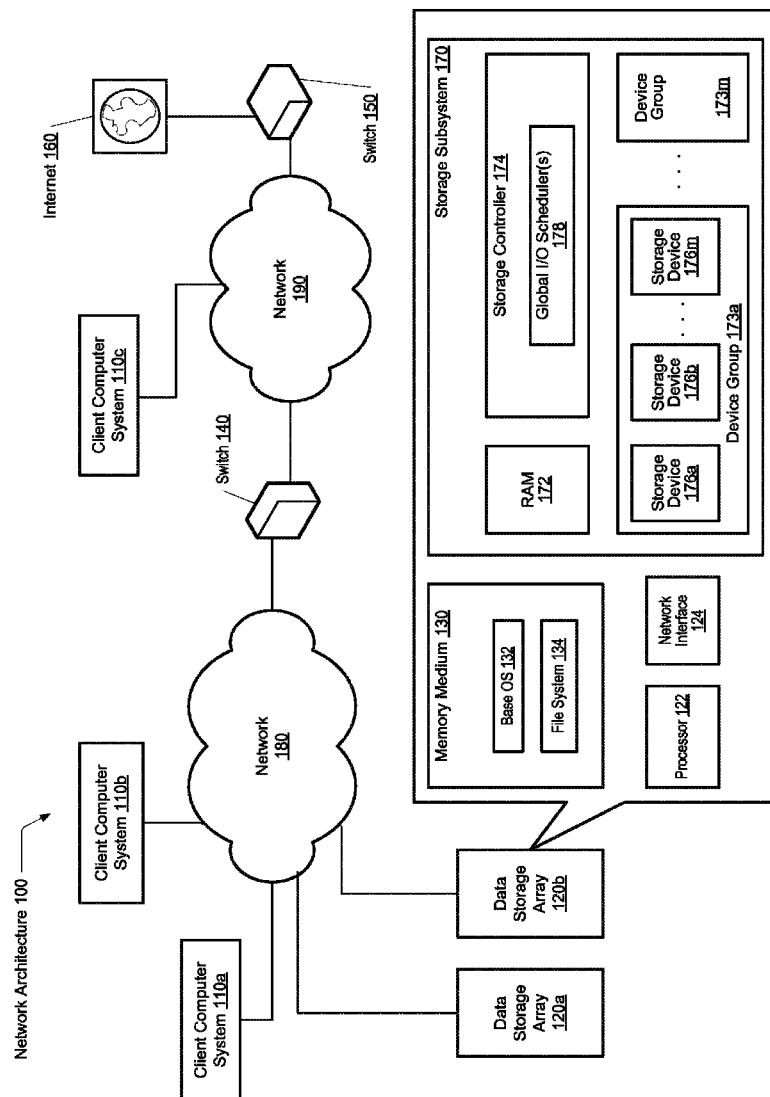 Network Architecture 100
Client Computer
System 110a
Client Computer
System 110b
Client Computer
System 110c
Internet 160
Switch 140
Switch 150
Network
180
Network
190
Data
Storage
Array
120a
Data
Storage
Array
120b
Memory Medium 130
Base OS 132
File System 134
Processor 122
Network
Interface
124
Storage Subsystem 170
RAM
172
Storage Controller 174
Global I/O Scheduler(s)
178
Storage
Device
176a
Storage
Device
176b
. . . .
Storage
Device
176m
Device Group 173a
. . . .
Device
Group
173m